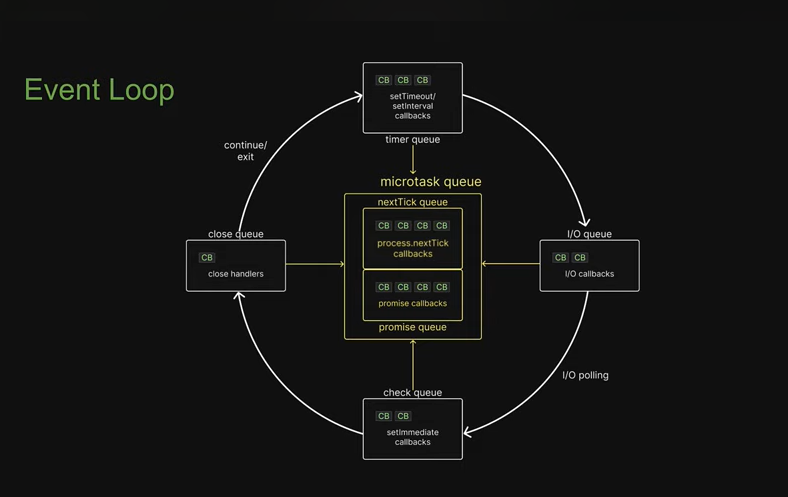 Event Loop
CB CB CB
setTimeout/
setInterval
callbacks
timer queue
continue/
exit
microtask queue
nextTick queue
CB CB CB CB
process.nextTick
callbacks
CB CB CB CB
promise callbacks
promise queue
close queue
CB
close handlers
I/O queue
CB CB
I/O callbacks
I/O polling
check queue
CB CB
setImmediate
callbacks